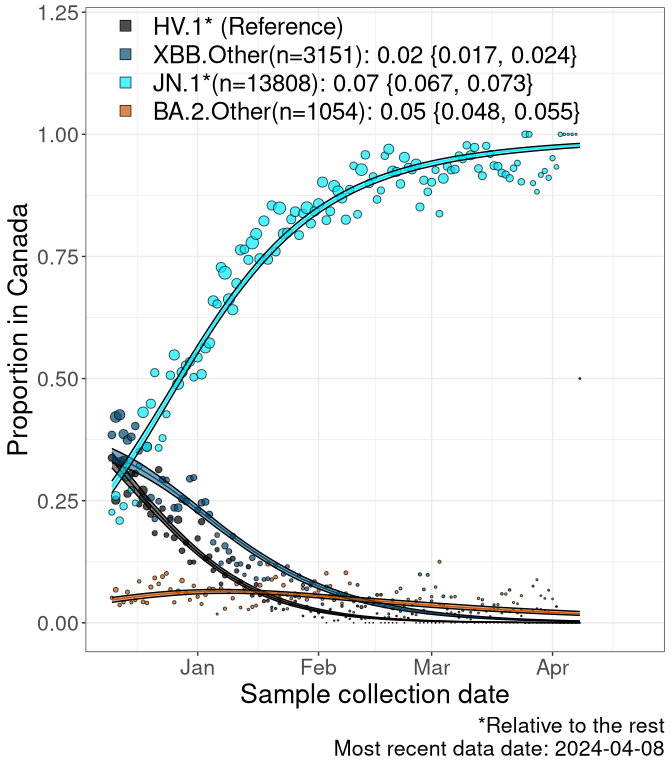 HV.1* (Reference)
XBB.Other(n=3151): 0.02 {0.017, 0.024}
JN.1*(n=13808): 0.07 {0.067, 0.073}
BA.2.Other(n=1054): 0.05 {0.048, 0.055}
1.25
1.00
0.75
0.50
0.25
0.00
Proportion in Canada
Jan Feb Mar Apr
Sample collection date
*Relative to the rest
Most recent data date: 2024-04-08